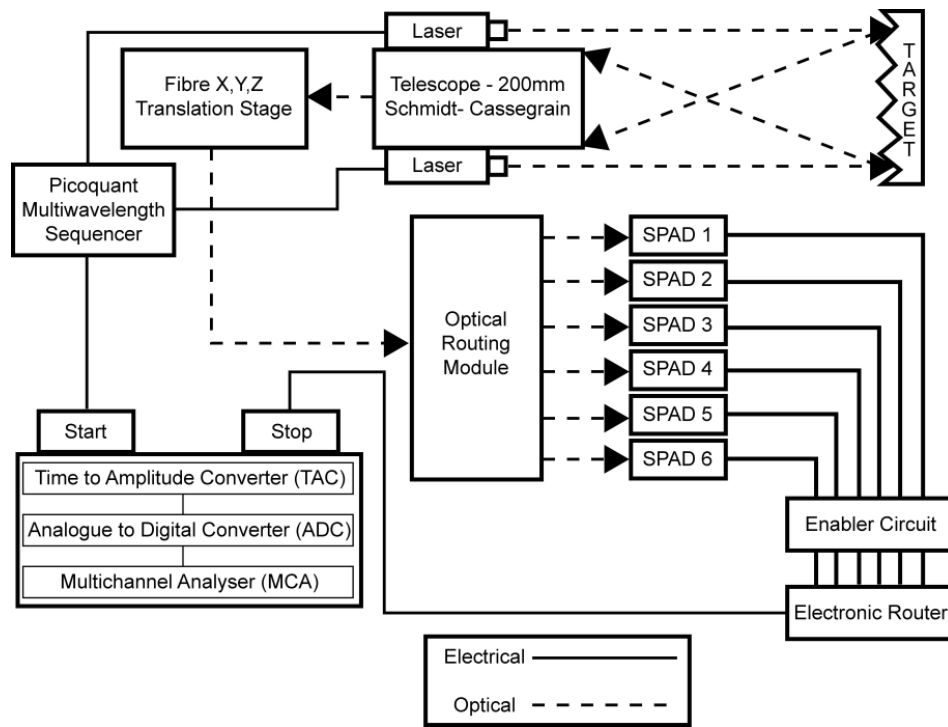 Laser
Fibre X,Y,Z
Translation Stage
Telescope - 200mm
Schmidt- Cassegrain
TARGET
Laser
Picoquant
Multiwavelength
Sequencer
Optical
Routing
Module
SPAD 1
SPAD 2
SPAD 3
SPAD 4
SPAD 5
SPAD 6
Start
Stop
Time to Amplitude Converter (TAC)
Analogue to Digital Converter (ADC)
Multichannel Analyser (MCA)
Enabler Circuit
Electronic Router
Electrical
Optical